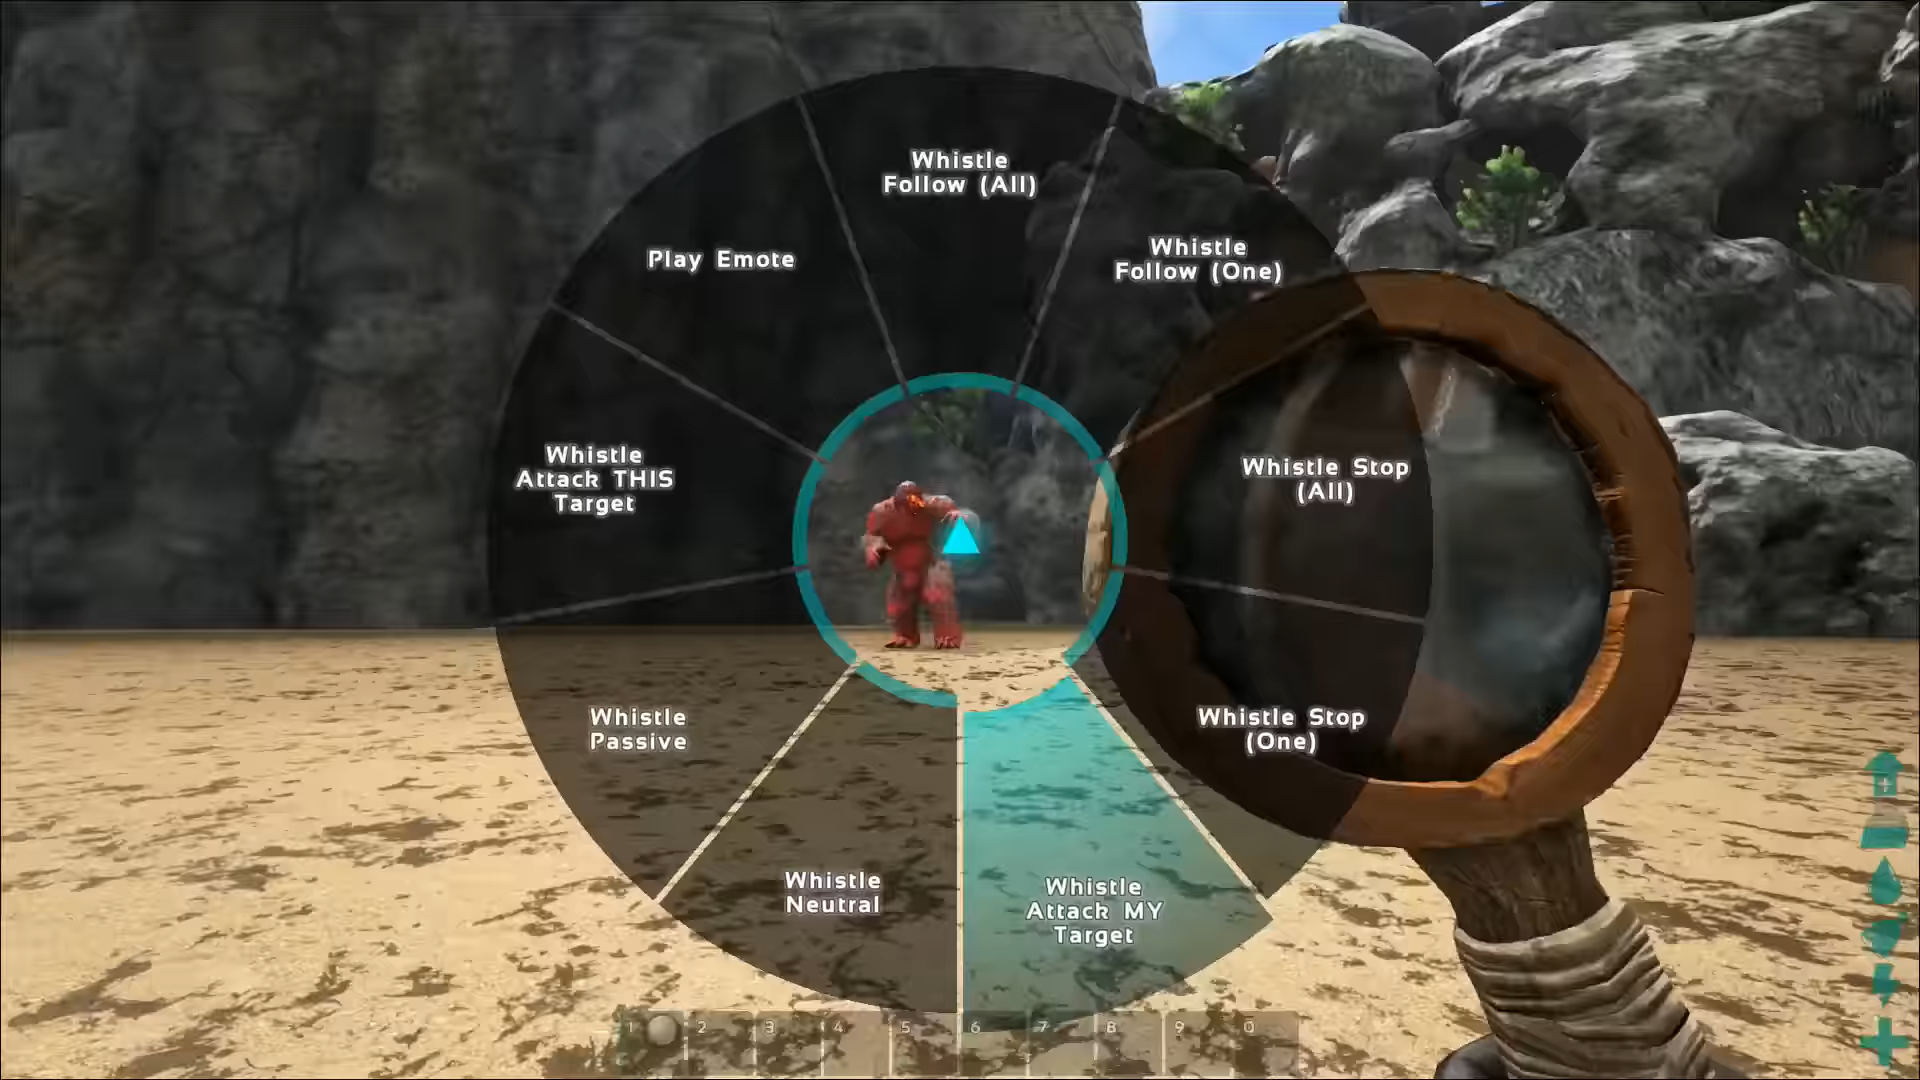 Whistle
Follow (All)
Play Emote
Whistle
Follow (One)
Whistle
Attack THIS
Target
Whistle Stop
(All)
Whistle
Passive
Whistle Stop
(One)
Whistle
Neutral
Whistle
Attack MY
Target
1 2 3 4 5 6 7 8 9 0